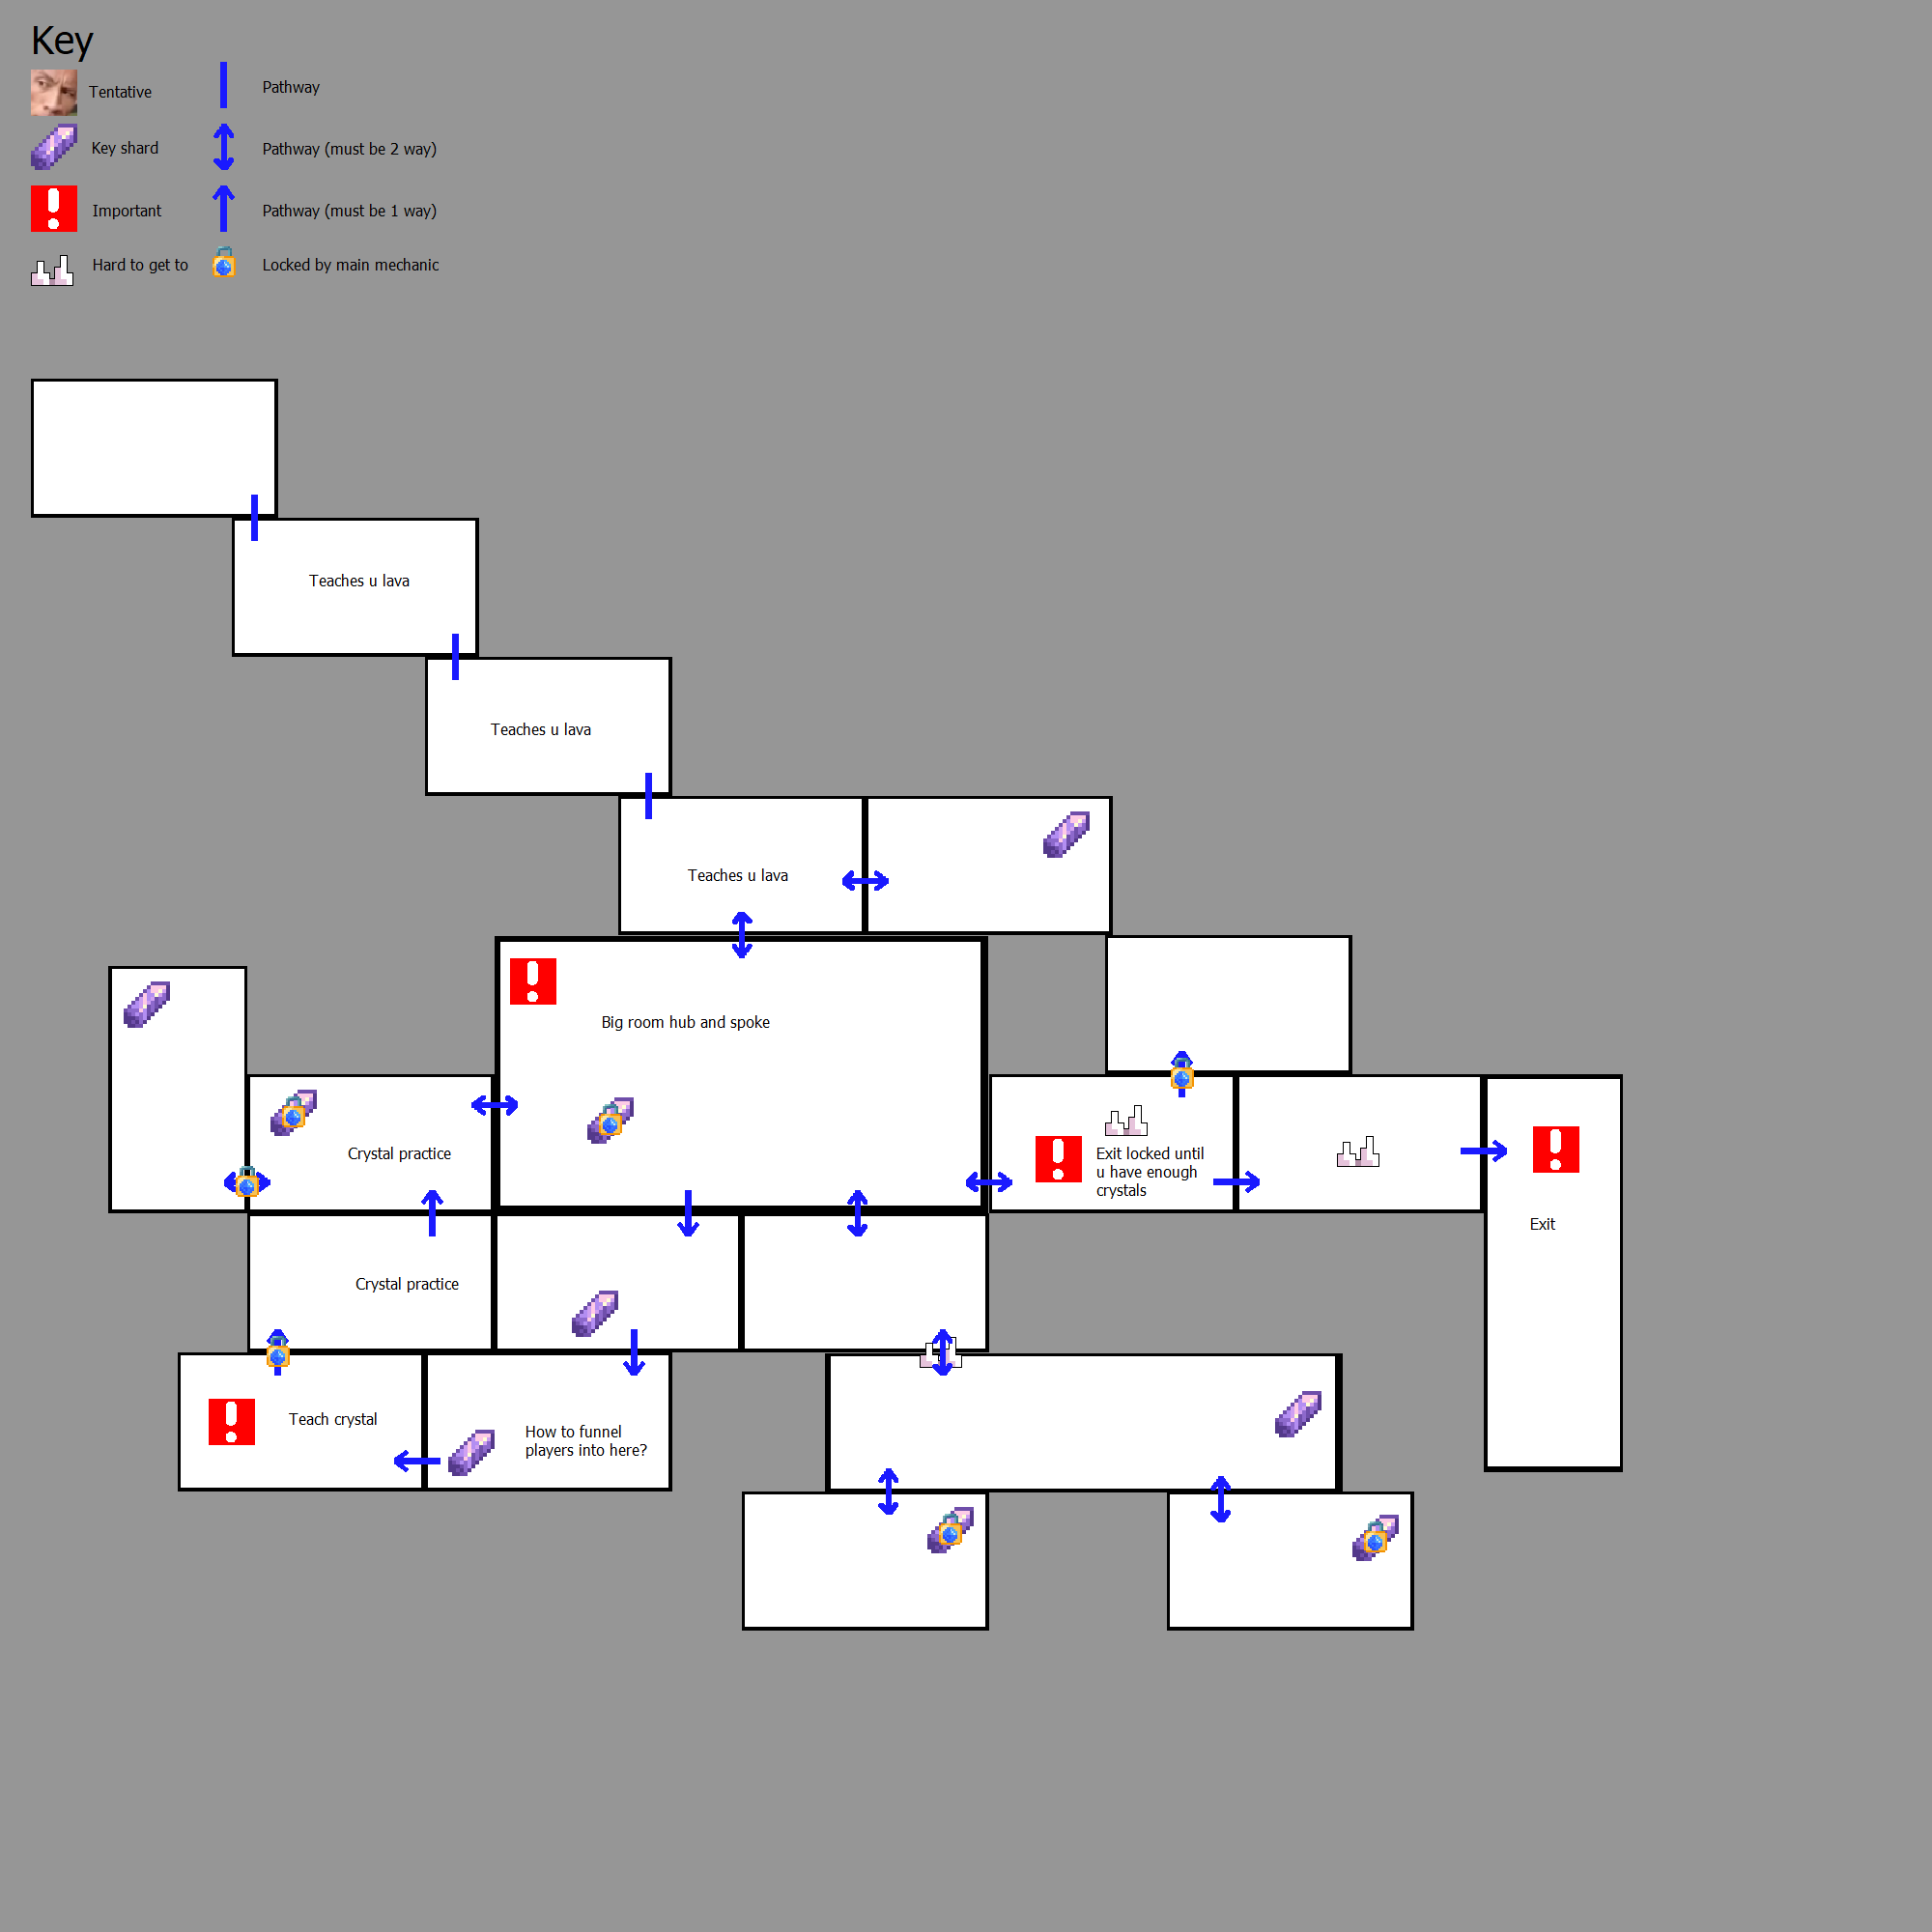 Key
Tentative
Pathway
Key shard
Pathway (must be 2 way)
Important
Pathway (must be 1 way)
Hard to get to
Locked by main mechanic
Teaches u lava
Teaches u lava
Teaches u lava
Big room hub and spoke
Crystal practice
Exit locked until
u have enough
crystals
Exit
Crystal practice
Teach crystal
How to funnel
players into here?